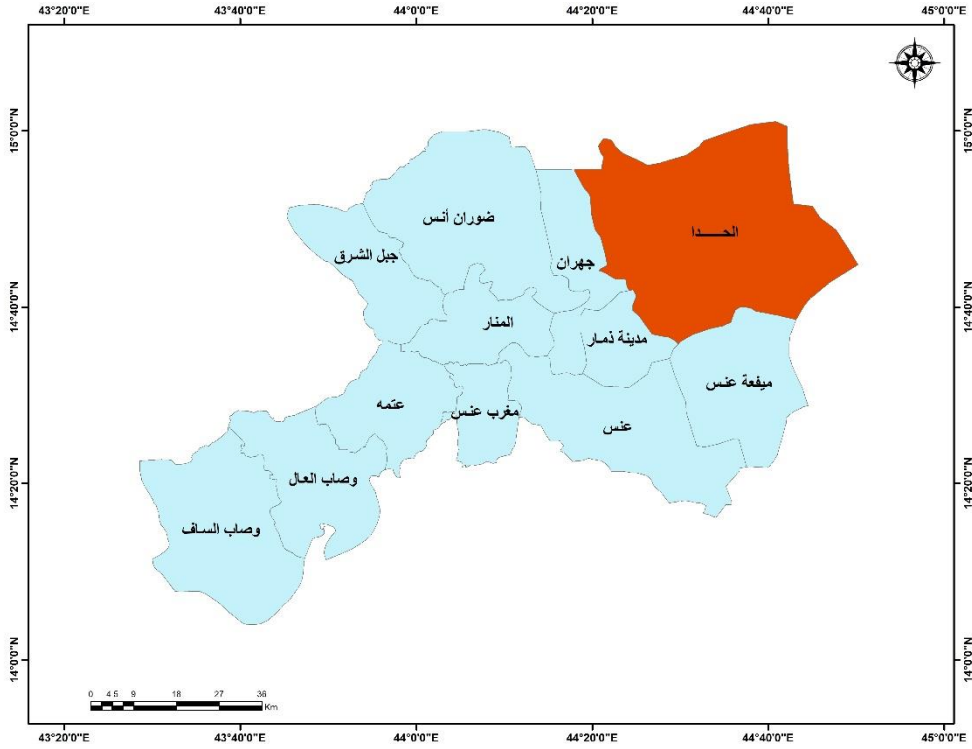 43°20'0"E 43°40'0"E 44°0'0"E 44°20'0"E 44°40'0"E 45°0'0"E
15°0'0"N
15°0'0"N
ضوران أنس
الحـــــدا
جبل الشرق
جهران
14°40'0"N
14°40'0"N
المنار
مدينة ذمار
ميفعة عنس
عتمه
مغرب عنس
عنس
14°20'0"N
14°20'0"N
وصاب العال
وصاب الساف
14°0'0"N
14°0'0"N
0 4.5 9 18 27 36
Km
43°20'0"E 43°40'0"E 44°0'0"E 44°20'0"E 44°40'0"E 45°0'0"E